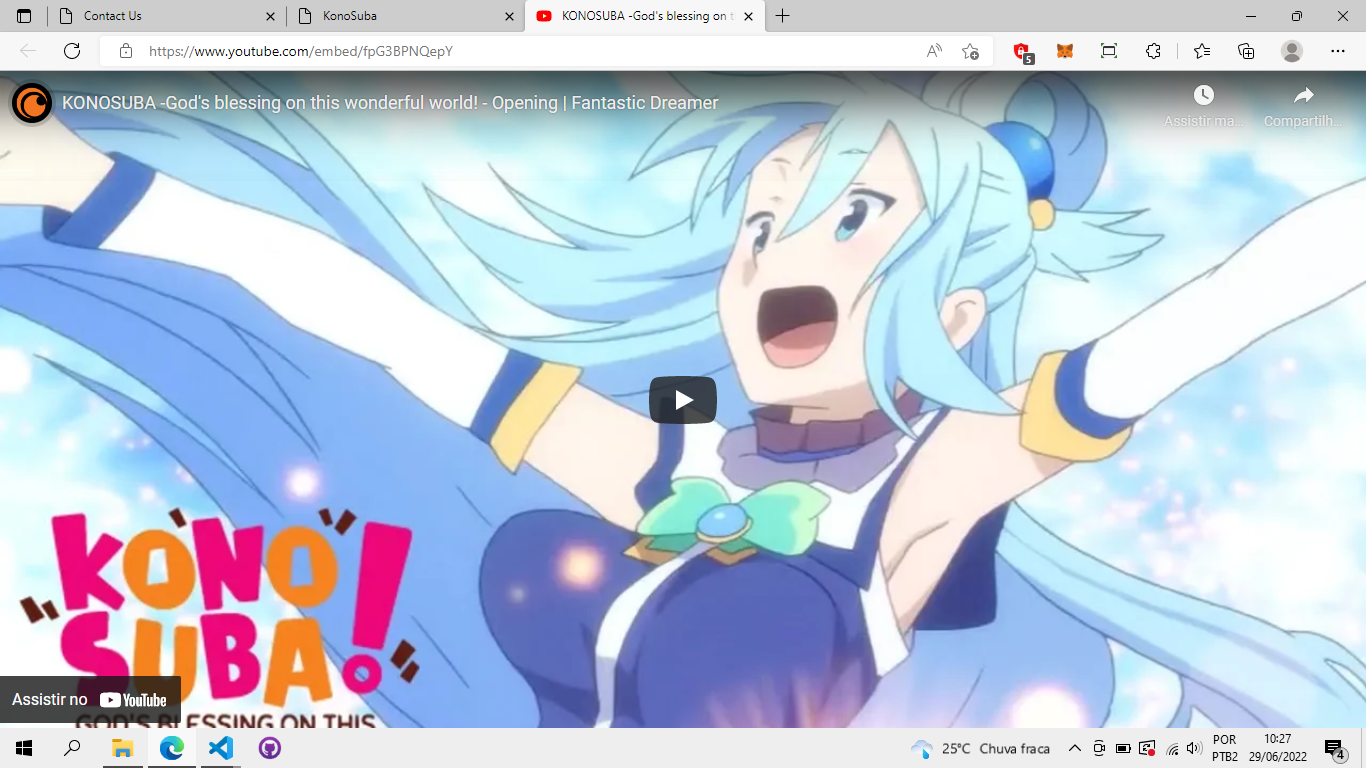 Contact Us
KonoSuba
KONOSUBA -God's blessing on t
https://www.youtube.com/embed/fpG3BPNQepY
5
KONOSUBA -God's blessing on this wonderful world! - Opening | Fantastic Dreamer
Assistir ma...
Compartilh...
KONO
SUBA!
Assistir no YouTube
GOD'S BLESSING ON THIS
25°C Chuva fraca
POR
PTB2
10:27
29/06/2022
4